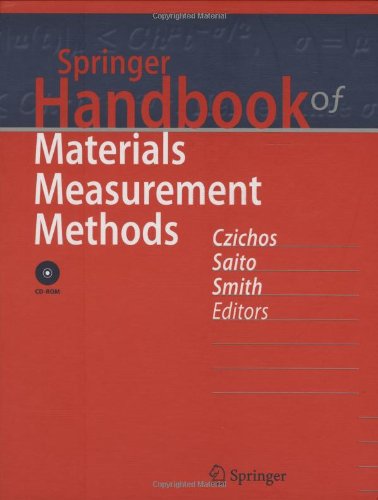 Springer
Handbook of
Materials
Measurement
Methods
Czichos
Saito
Smith
Editors
CD-ROM
Springer